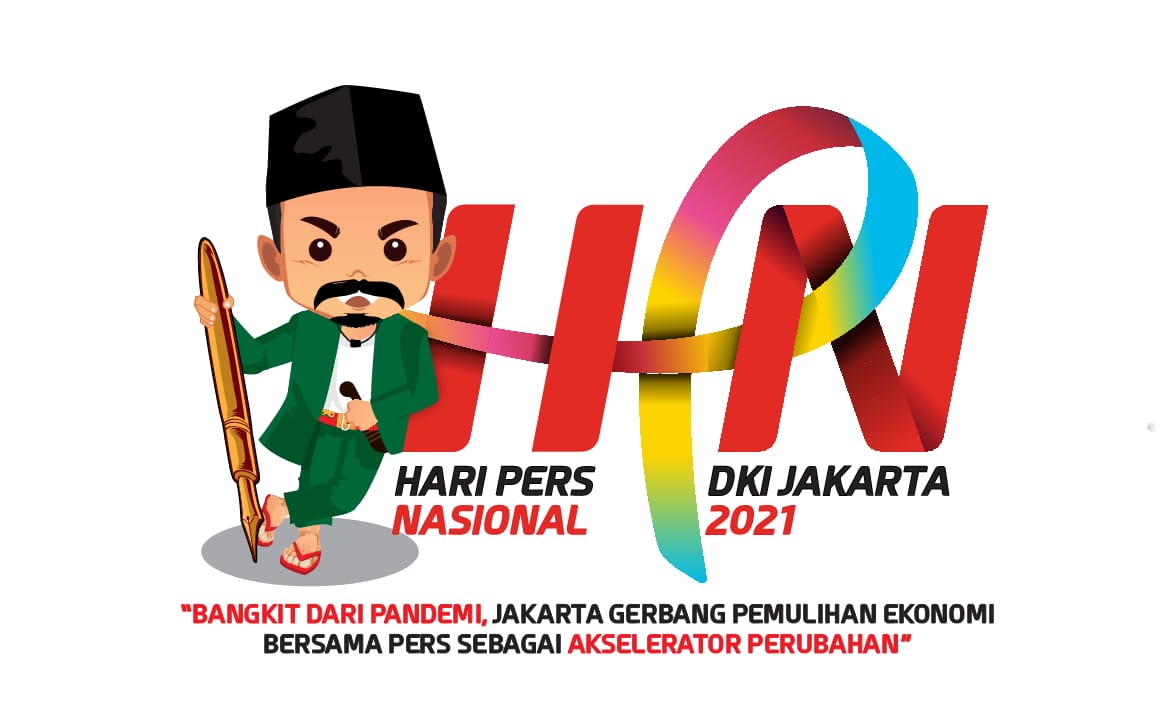 HPN
HARI PERS
NASIONAL
DKI JAKARTA
2021
"BANGKIT DARI PANDEMI, JAKARTA GERBANG PEMULIHAN EKONOMI
BERSAMA PERS SEBAGAI AKSELERATOR PERUBAHAN"